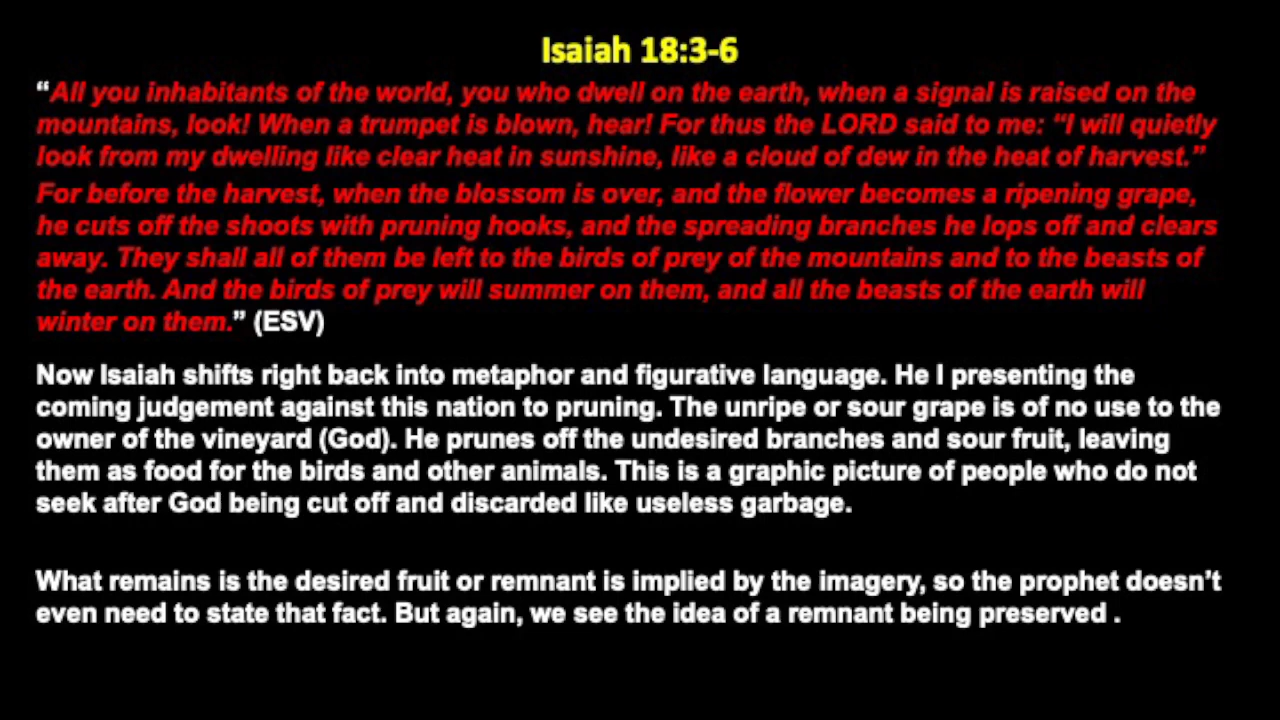 Isaiah 18:3-6
“All you inhabitants of the world, you who dwell on the earth, when a signal is raised on the
mountains, look! When a trumpet is blown, hear! For thus the LORD said to me: “I will quietly
look from my dwelling like clear heat in sunshine, like a cloud of dew in the heat of harvest.”
For before the harvest, when the blossom is over, and the flower becomes a ripening grape,
he cuts off the shoots with pruning hooks, and the spreading branches he lops off and clears
away. They shall all of them be left to the birds of prey of the mountains and to the beasts of
the earth. And the birds of prey will summer on them, and all the beasts of the earth will
winter on them.” (ESV)
Now Isaiah shifts right back into metaphor and figurative language. He I presenting the
coming judgement against this nation to pruning. The unripe or sour grape is of no use to the
owner of the vineyard (God). He prunes off the undesired branches and sour fruit, leaving
them as food for the birds and other animals. This is a graphic picture of people who do not
seek after God being cut off and discarded like useless garbage.
What remains is the desired fruit or remnant is implied by the imagery, so the prophet doesn’t
even need to state that fact. But again, we see the idea of a remnant being preserved .